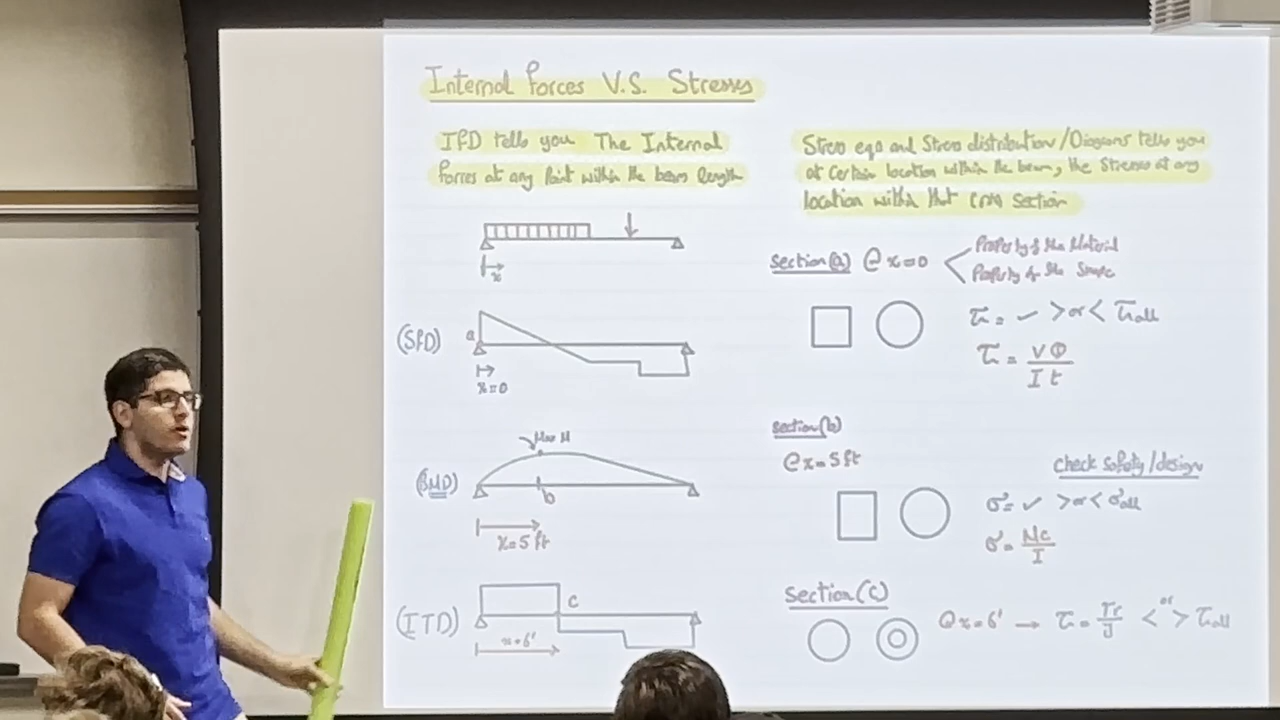 Internal Forces V.S. Stresses
IFD tells you The Internal
Forces at any Point within the beam length
x
(SFD)
a
x=0
(BMD)
Max M
b
x=5 ft
(ITD)
c
x=6'
Stress eqn and Stress distribution/Diagrams tells you
at Certain location within the beam, the Stresses at any
location within that cross section
section(a) @ x=0
Property of the Material
Property of the Shape
τ = ✓ > or < τall
τ = VQ / I t
section(b)
@ x=5 ft
check safety/design
σ = ✓ > or < σall
σ = Mc / I
section(c)
@ x=6' → τ = Tr / J < or > τall